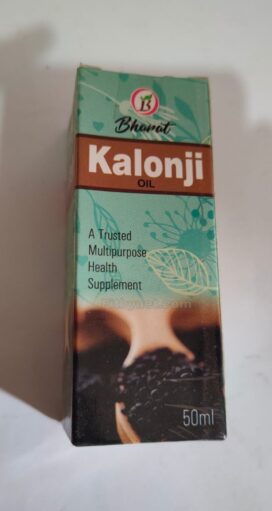 B
Bharat
Kalonji
OIL
A Trusted
Multipurpose
Health
Supplement
50ml